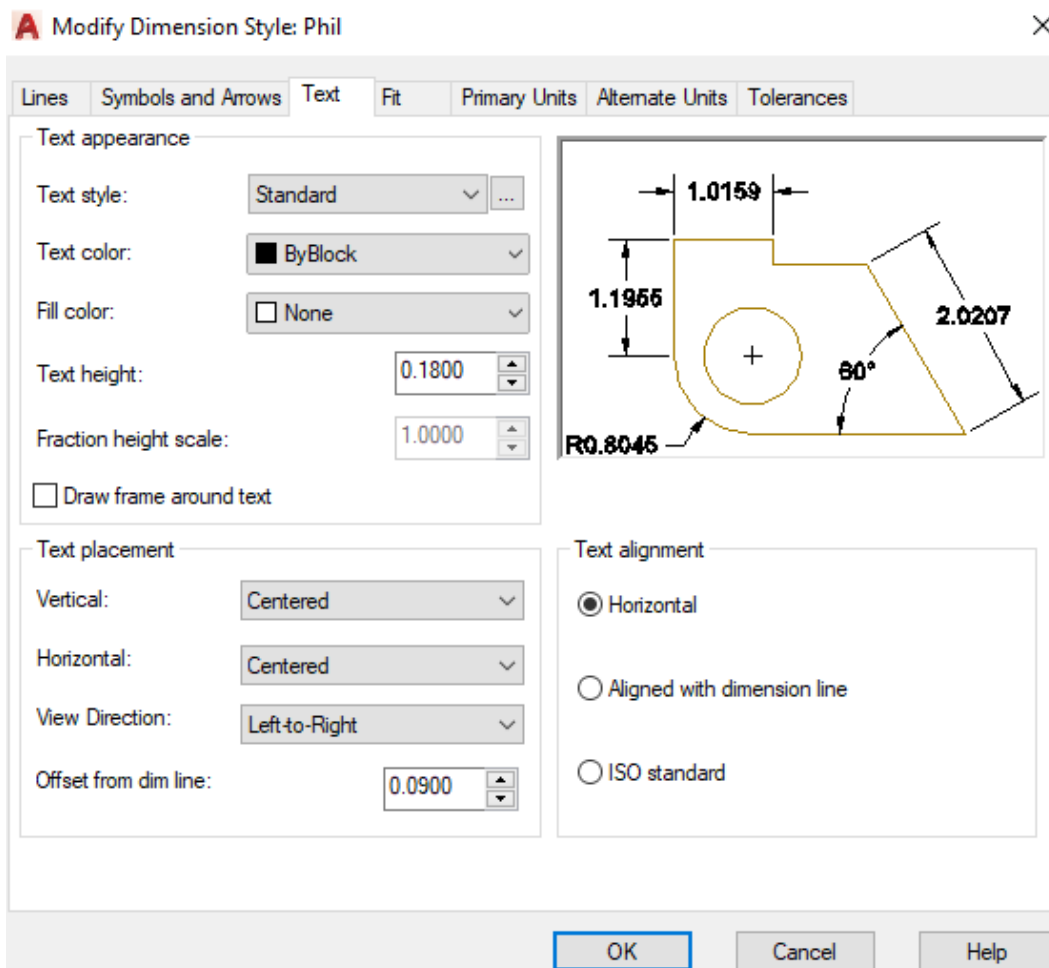 A Modify Dimension Style: Phil
Lines Symbols and Arrows Text Fit Primary Units Alternate Units Tolerances
Text appearance
Text style: Standard ...
Text color: ByBlock
Fill color: None
Text height: 0.1800
Fraction height scale: 1.0000
Draw frame around text
1.0159
1.1955
2.0207
60°
R0.8045
Text placement
Vertical: Centered
Horizontal: Centered
View Direction: Left-to-Right
Offset from dim line: 0.0900
Text alignment
Horizontal
Aligned with dimension line
ISO standard
OK Cancel Help